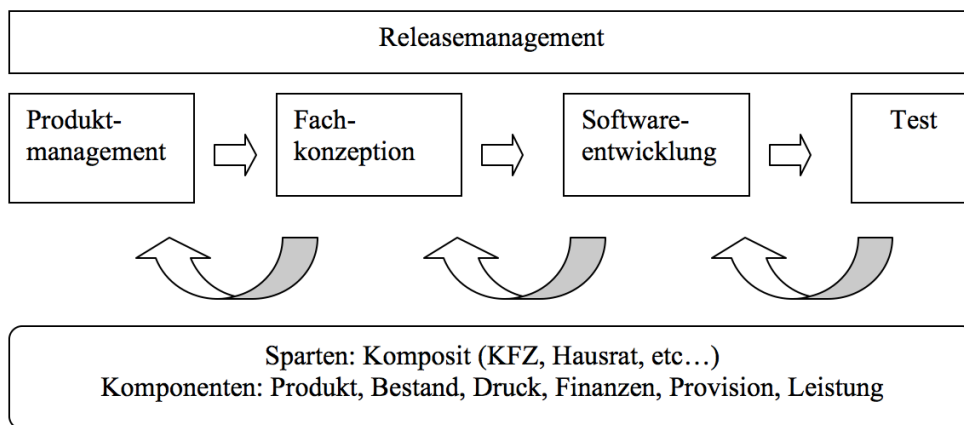 Releasemanagement
Produkt-
management
Fach-
konzeption
Software-
entwicklung
Test
Sparten: Komposit (KFZ, Hausrat, etc…)
Komponenten: Produkt, Bestand, Druck, Finanzen, Provision, Leistung